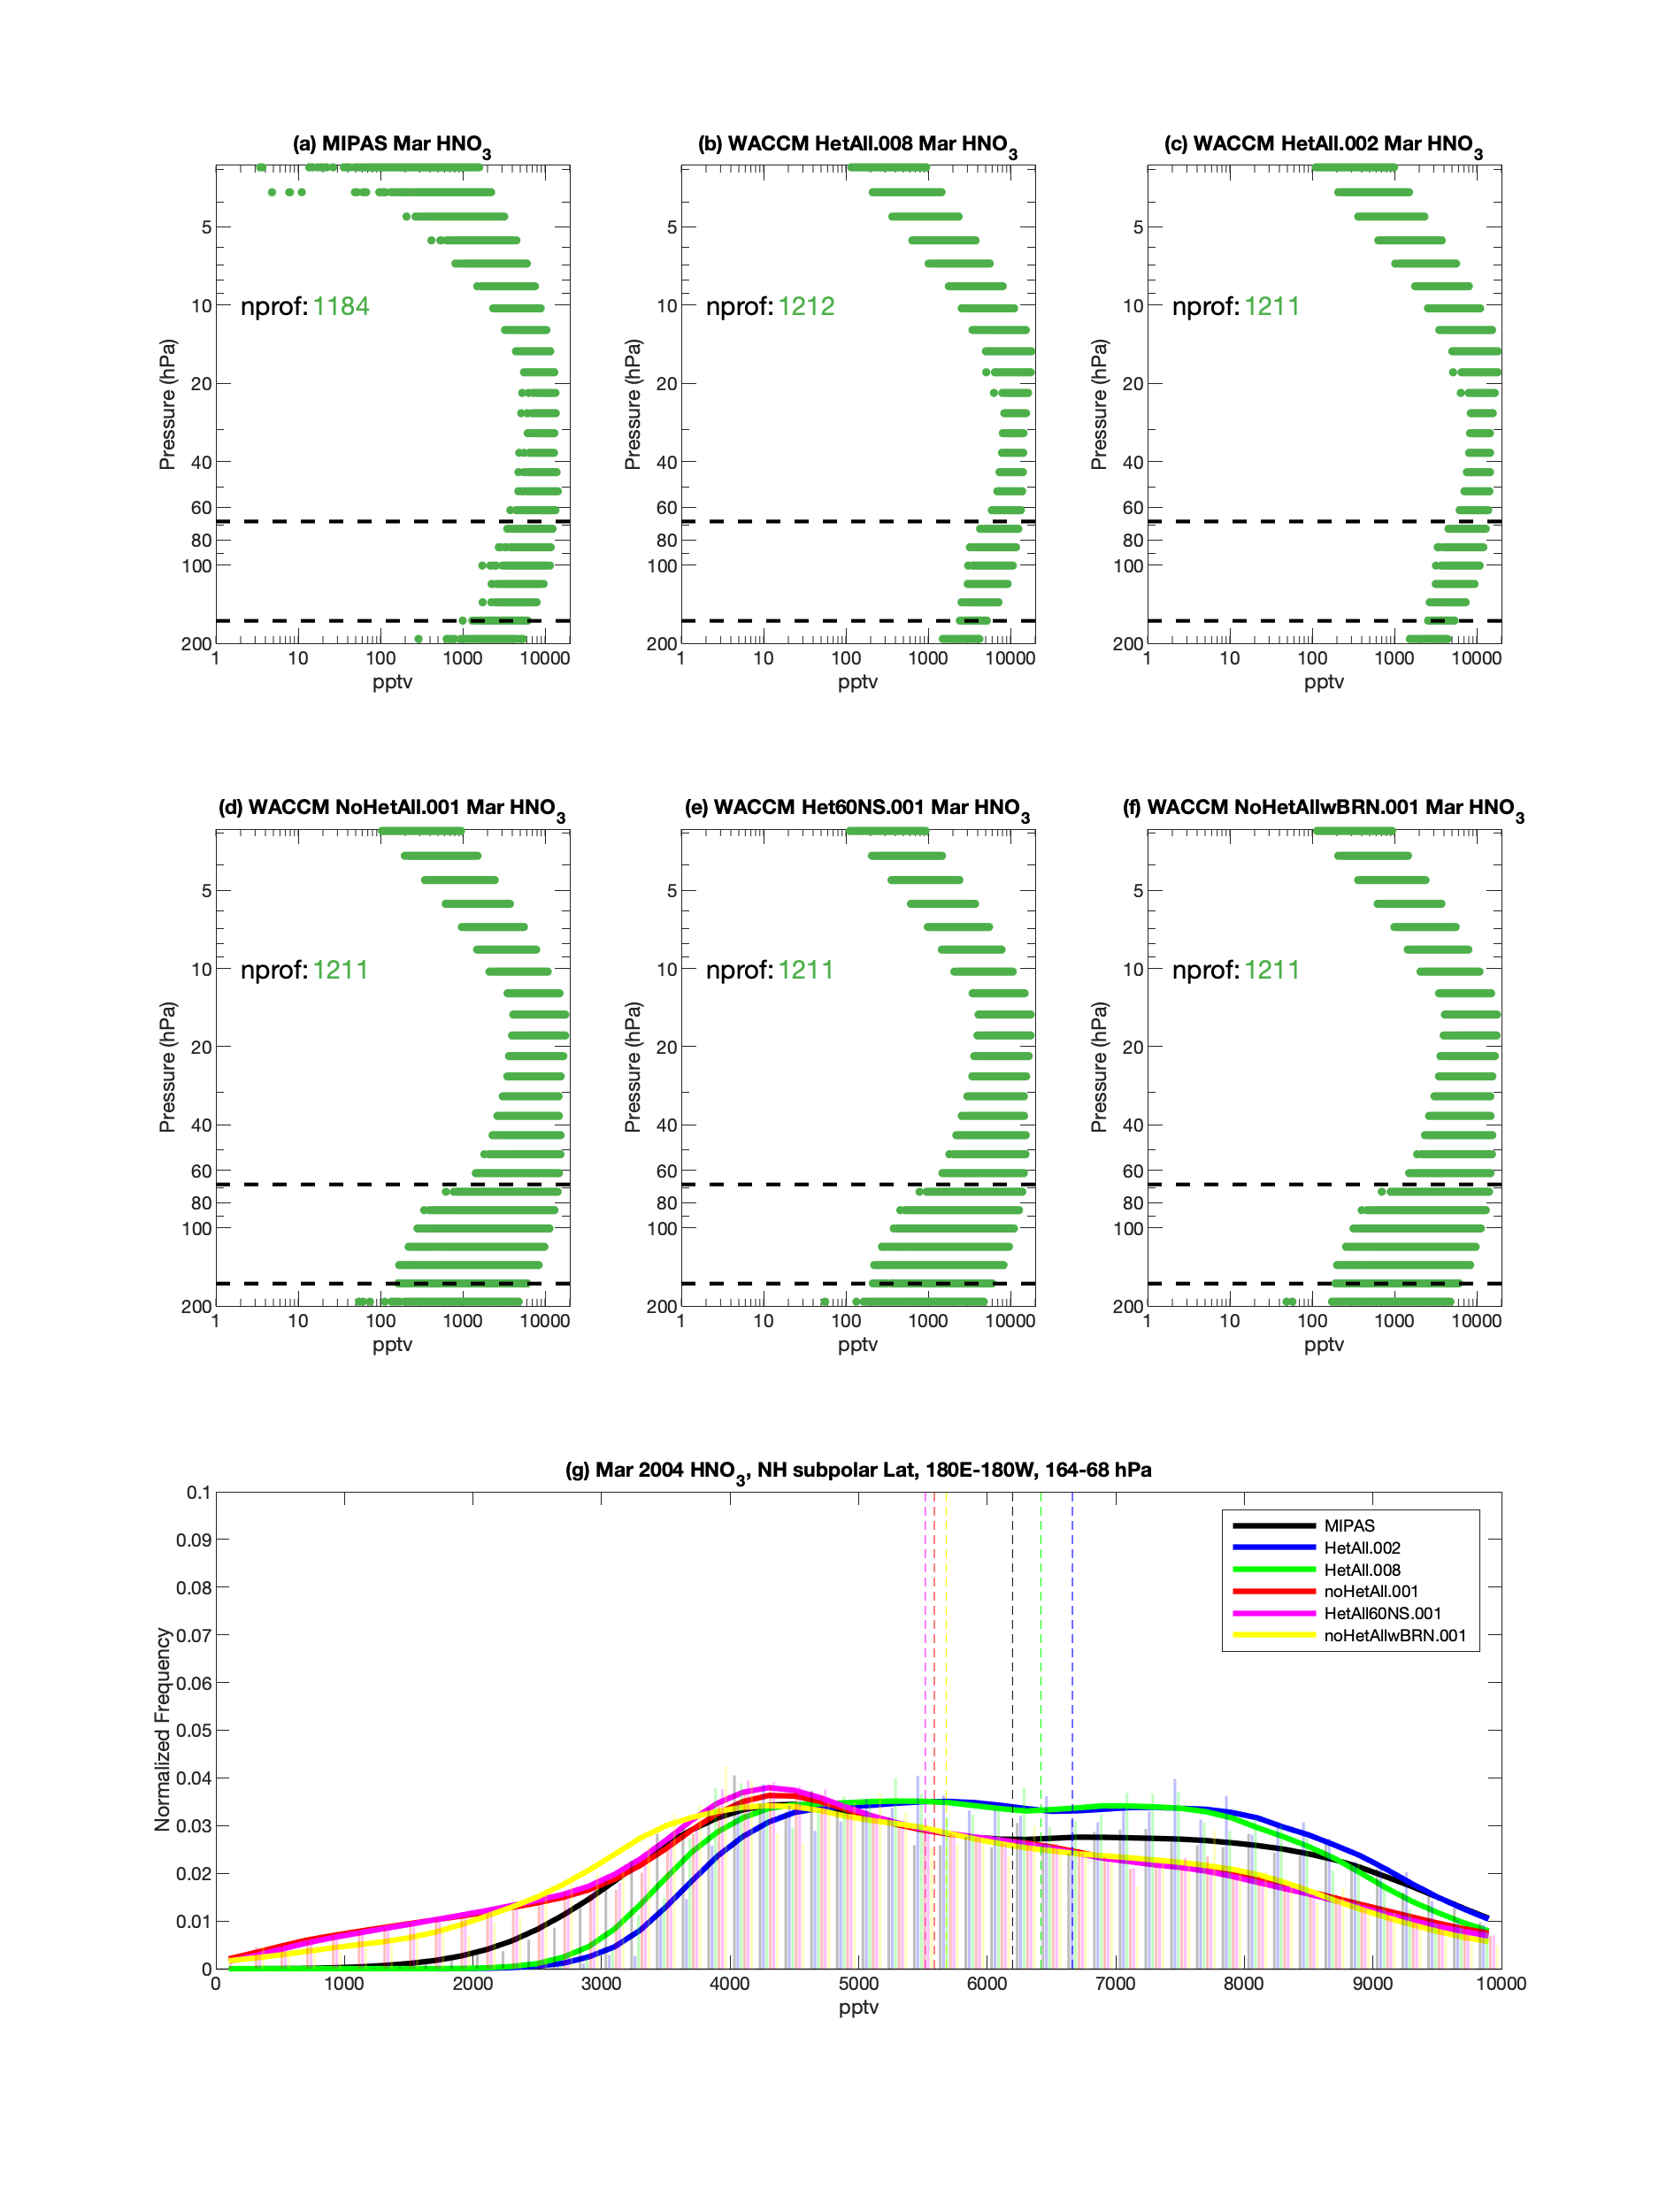 (a) MIPAS Mar HNO3
(b) WACCM HetAll.008 Mar HNO3
(c) WACCM HetAll.002 Mar HNO3
Pressure (hPa)
5
10
20
40
60
80
100
200
nprof: 1184
1 10 100 1000 10000
pptv
Pressure (hPa)
5
10
20
40
60
80
100
200
nprof: 1212
1 10 100 1000 10000
pptv
Pressure (hPa)
5
10
20
40
60
80
100
200
nprof: 1211
1 10 100 1000 10000
pptv
(d) WACCM NoHetAll.001 Mar HNO3
(e) WACCM Het60NS.001 Mar HNO3
(f) WACCM NoHetAllwBRN.001 Mar HNO3
Pressure (hPa)
5
10
20
40
60
80
100
200
nprof: 1211
1 10 100 1000 10000
pptv
Pressure (hPa)
5
10
20
40
60
80
100
200
nprof: 1211
1 10 100 1000 10000
pptv
Pressure (hPa)
5
10
20
40
60
80
100
200
nprof: 1211
1 10 100 1000 10000
pptv
(g) Mar 2004 HNO3, NH subpolar Lat, 180E-180W, 164-68 hPa
Normalized Frequency
0.1
0.09
0.08
0.07
0.06
0.05
0.04
0.03
0.02
0.01
0
MIPAS
HetAll.002
HetAll.008
noHetAll.001
HetAll60NS.001
noHetAllwBRN.001
0 1000 2000 3000 4000 5000 6000 7000 8000 9000 10000
pptv